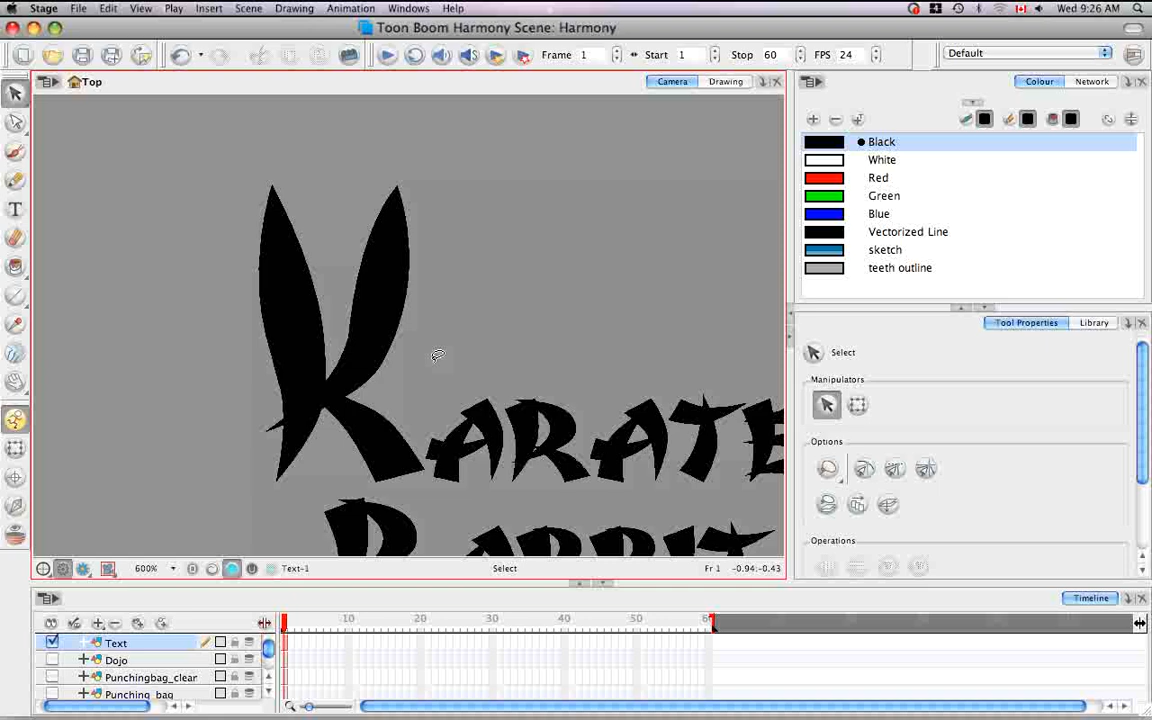 Stage File Edit View Play Insert Scene Drawing Animation Windows Help Wed 9:26 AM
Toon Boom Harmony Scene: Harmony
Frame 1 Start 1 Stop 60 FPS 24 Default
Top Camera Drawing Colour Network
Black
White
Red
Green
Blue
Vectorized Line
sketch
teeth outline
KARATE
RABBIT
Tool Properties Library
Select
Manipulators
Options
Operations
600% Text-1 Select Fr 1 -0.94:-0.43
Timeline
10 20 30 40 50
Text
Dojo
Punchingbag_clear
Punching_bag